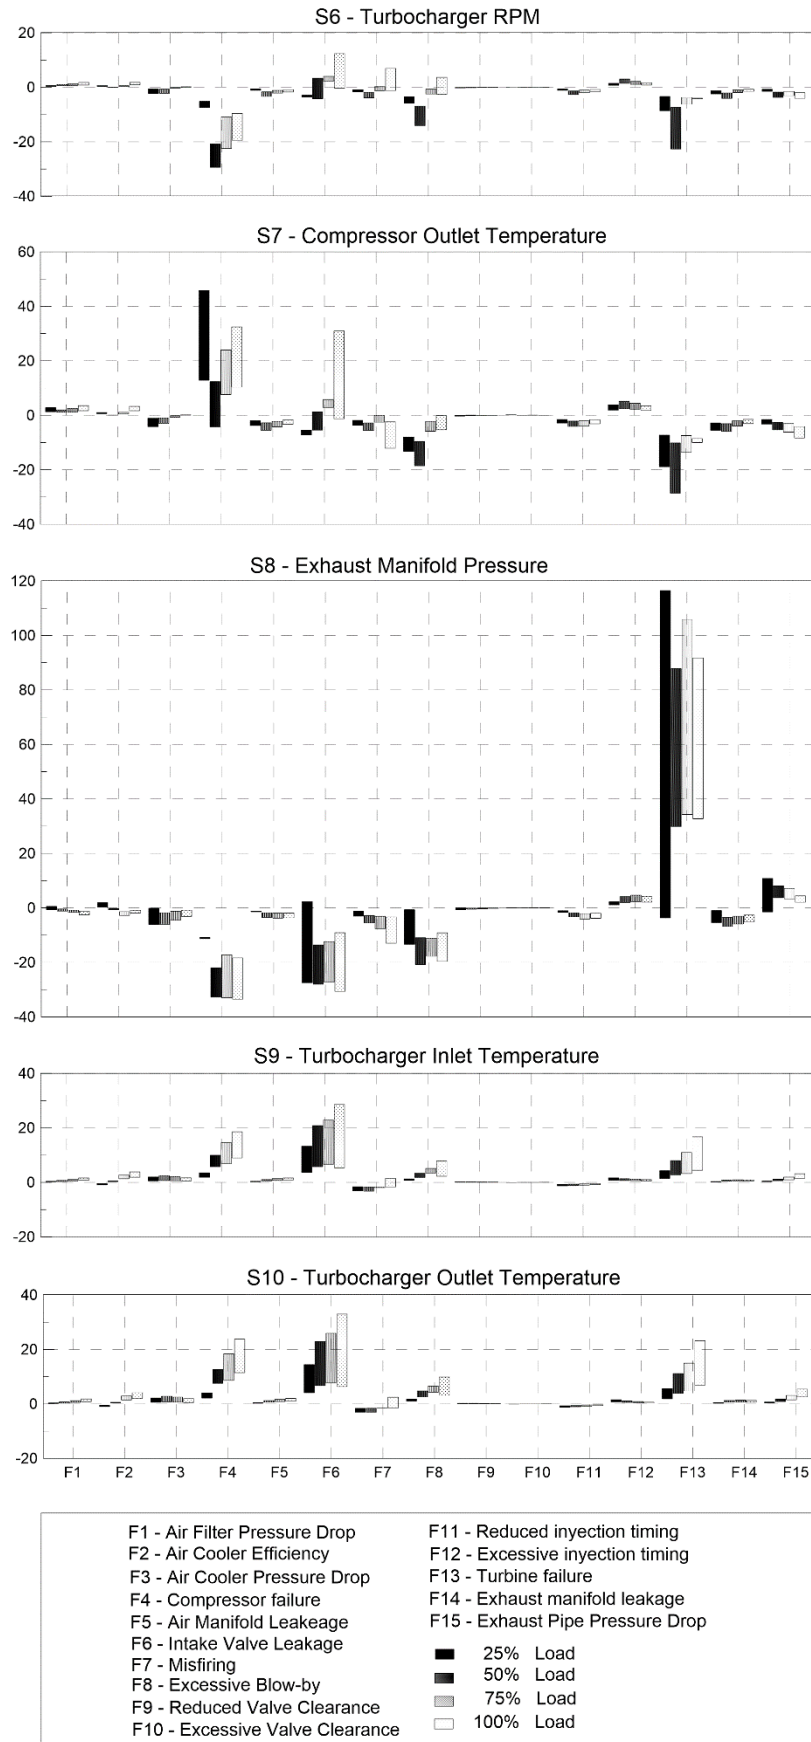 S6 - Turbocharger RPM
20
0
-20
-40
S7 - Compressor Outlet Temperature
60
40
20
0
-20
-40
S8 - Exhaust Manifold Pressure
120
100
80
60
40
20
0
-20
-40
S9 - Turbocharger Inlet Temperature
40
20
0
-20
S10 - Turbocharger Outlet Temperature
40
20
0
-20
F1 F2 F3 F4 F5 F6 F7 F8 F9 F10 F11 F12 F13 F14 F15
F1 - Air Filter Pressure Drop
F2 - Air Cooler Efficiency
F3 - Air Cooler Pressure Drop
F4 - Compressor failure
F5 - Air Manifold Leakeage
F6 - Intake Valve Leakage
F7 - Misfiring
F8 - Excessive Blow-by
F9 - Reduced Valve Clearance
F10 - Excessive Valve Clearance
F11 - Reduced inyection timing
F12 - Excessive inyection timing
F13 - Turbine failure
F14 - Exhaust manifold leakage
F15 - Exhaust Pipe Pressure Drop
25% Load
50% Load
75% Load
100% Load